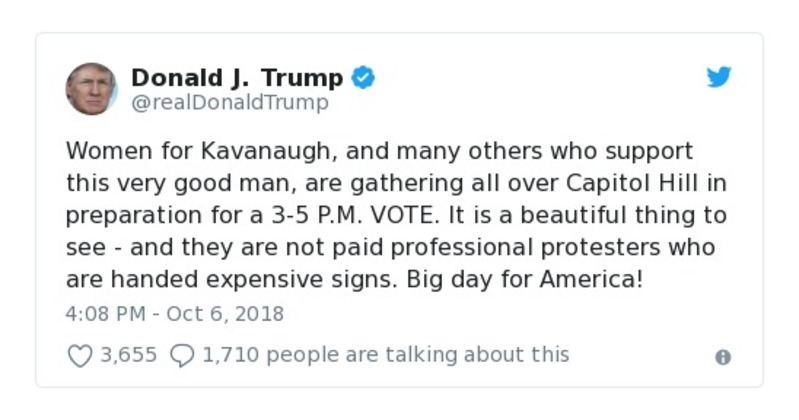 Donald J. Trump
@realDonaldTrump
Women for Kavanaugh, and many others who support
this very good man, are gathering all over Capitol Hill in
preparation for a 3-5 P.M. VOTE. It is a beautiful thing to
see - and they are not paid professional protesters who
are handed expensive signs. Big day for America!
4:08 PM - Oct 6, 2018
3,655 1,710 people are talking about this